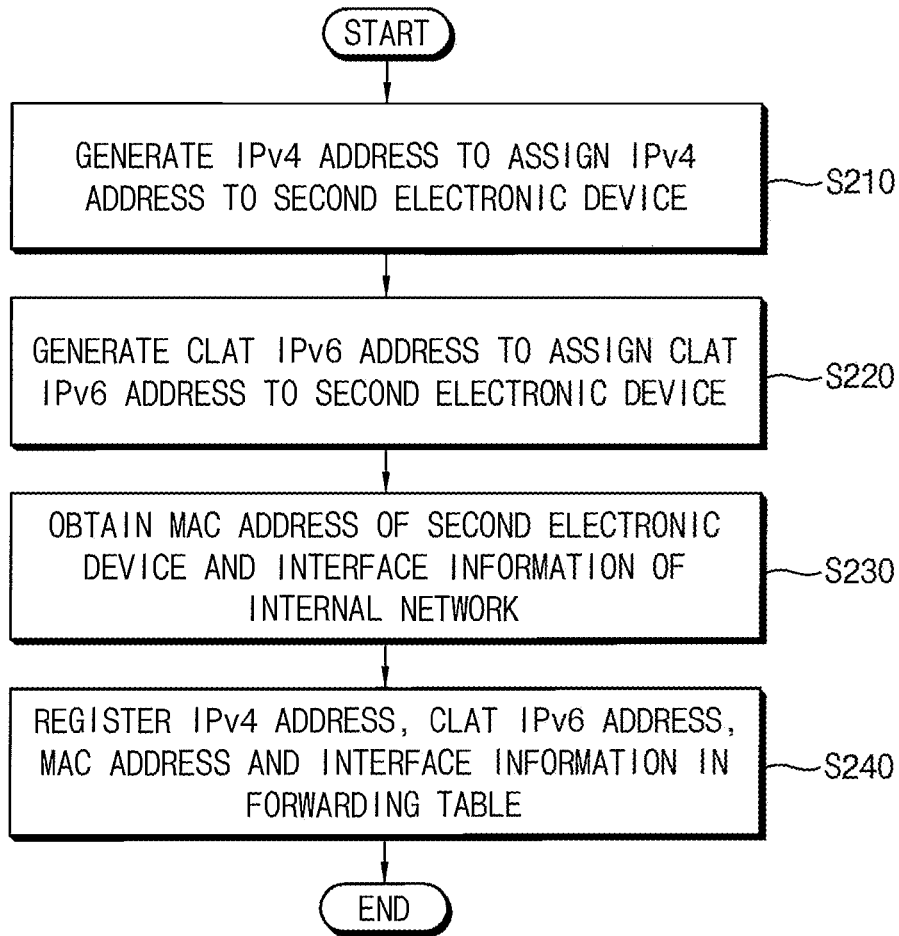 START
GENERATE IPv4 ADDRESS TO ASSIGN IPv4
ADDRESS TO SECOND ELECTRONIC DEVICE
S210
GENERATE CLAT IPv6 ADDRESS TO ASSIGN CLAT
IPv6 ADDRESS TO SECOND ELECTRONIC DEVICE
S220
OBTAIN MAC ADDRESS OF SECOND ELECTRONIC
DEVICE AND INTERFACE INFORMATION OF
INTERNAL NETWORK
S230
REGISTER IPv4 ADDRESS, CLAT IPv6 ADDRESS,
MAC ADDRESS AND INTERFACE INFORMATION IN
FORWARDING TABLE
S240
END